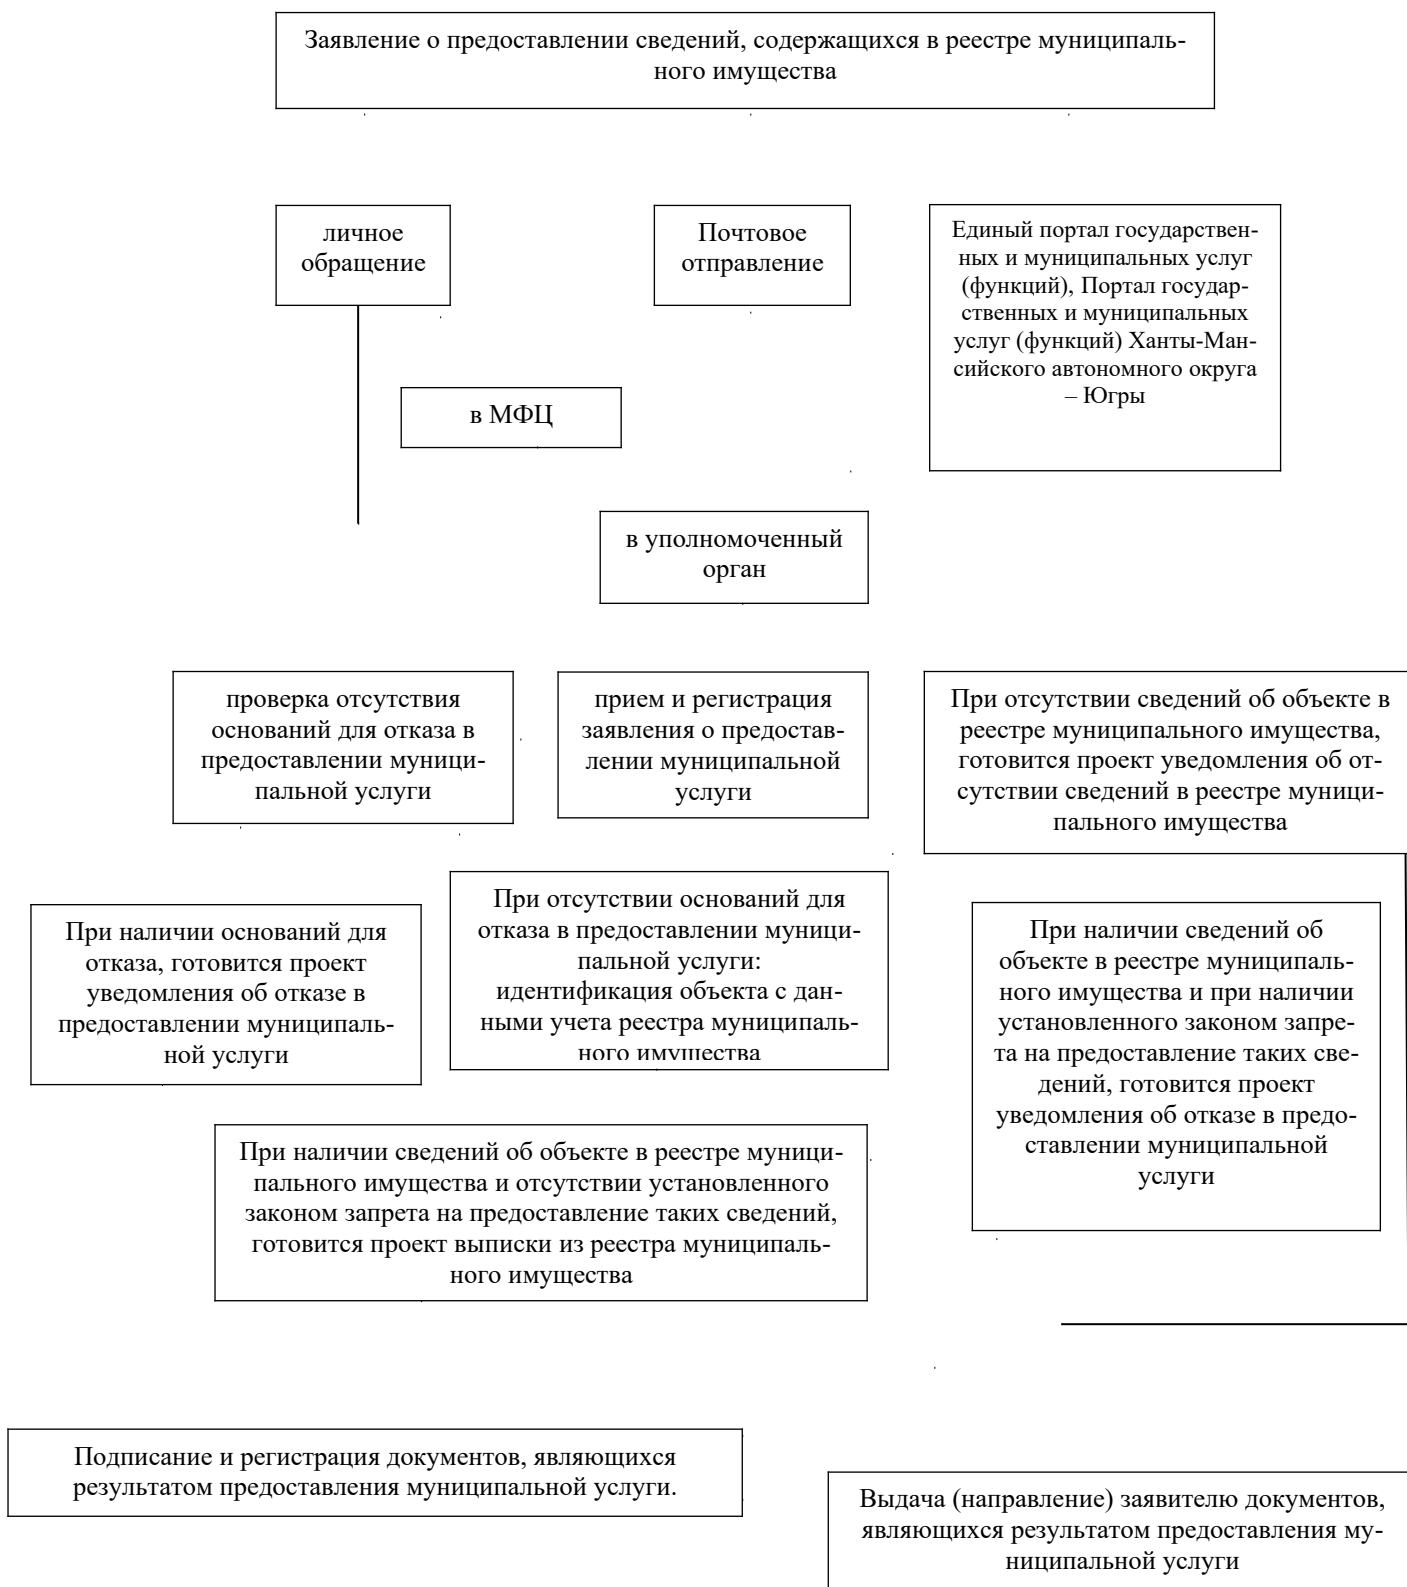 Заявление о предоставлении сведений, содержащихся в реестре муниципаль-
ного имущества
личное
обращение
Почтовое
отправление
Единый портал государствен-
ных и муниципальных услуг
(функций), Портал государ-
ственных и муниципальных
услуг (функций) Ханты-Ман-
сийского автономного округа
– Югры
в МФЦ
в уполномоченный
орган
проверка отсутствия
оснований для отказа в
предоставлении муници-
пальной услуги
прием и регистрация
заявления о предостав-
лении муниципальной
услуги
При отсутствии сведений об объекте в
реестре муниципального имущества,
готовится проект уведомления об от-
сутствии сведений в реестре муници-
пального имущества
При наличии оснований для
отказа, готовится проект
уведомления об отказе в
предоставлении муниципаль-
ной услуги
При отсутствии оснований для
отказа в предоставлении муници-
пальной услуги:
идентификация объекта с дан-
ными учета реестра муниципаль-
ного имущества
При наличии сведений об
объекте в реестре муниципаль-
ного имущества и при наличии
установленного законом запре-
та на предоставление таких све-
дений, готовится проект
уведомления об отказе в предо-
ставлении муниципальной
услуги
При наличии сведений об объекте в реестре муници-
пального имущества и отсутствии установленного
законом запрета на предоставление таких сведений,
готовится проект выписки из реестра муниципаль-
ного имущества
Подписание и регистрация документов, являющихся
результатом предоставления муниципальной услуги.
Выдача (направление) заявителю документов,
являющихся результатом предоставления му-
ниципальной услуги